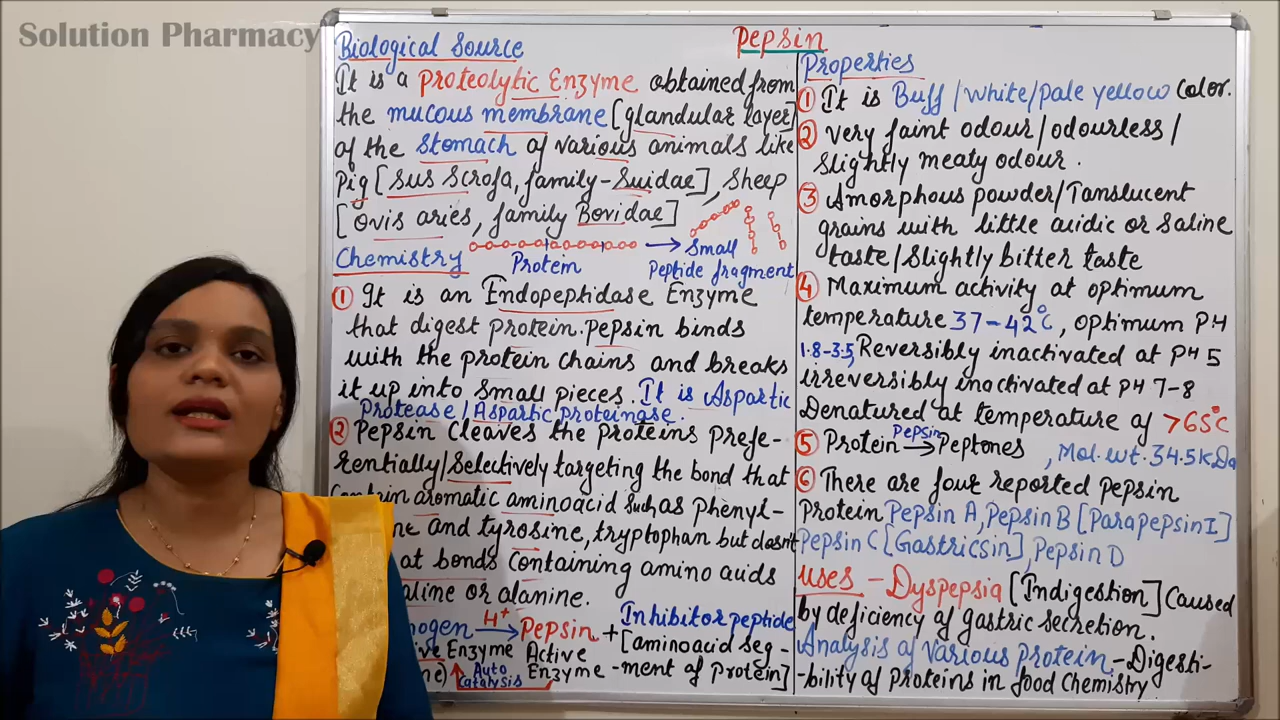 Solution Pharmacy
Pepsin
Biological Source
It is a Proteolytic Enzyme obtained from
the mucous membrane [glandular layer]
of the stomach of various animals like
Pig [Sus Scrofa, family-Suidae], Sheep
[Ovis aries, family Bovidae]
Protein
Small
Peptide fragment
Chemistry
① It is an Endopeptidase Enzyme
that digest protein. Pepsin binds
with the protein chains and breaks
it up into small pieces. It is Aspartic
Protease/Aspartic proteinase.
② Pepsin Cleaves the proteins prefe-
rentially/Selectively targeting the bond that
Contain aromatic aminoacid such as phenyl-
and tyrosine, tryptophan but doesn't
at bonds Containing amino acids
or alanine.
H⁺ Pepsin + Inhibitor peptide
Enzyme Active [aminoacid seg-
Auto Catalysis Enzyme -ment of protein]
Properties
① It is Buff/White/Pale yellow Color.
② Very faint odour/odourless/
Slightly meaty odour.
③ Amorphous powder/Tanslucent
grains with little acidic or Saline
taste/Slightly bitter taste
④ Maximum activity at optimum
temperature 37-42°C, optimum PH
1.8-3.5, Reversibly inactivated at PH 5
irreversibly inactivated at PH 7-8
Denatured at temperature of >65°C
⑤ Protein Pepsin → Peptones , Mol. wt. 34.5 kDa
⑥ There are four reported pepsin
Protein Pepsin A, Pepsin B [Parapepsin I]
Pepsin C [Gastricsin], Pepsin D
Uses - Dyspepsia [Indigestion] Caused
by deficiency of gastric secretion.
Analysis of various protein - Digesti-
-bility of Proteins in food Chemistry